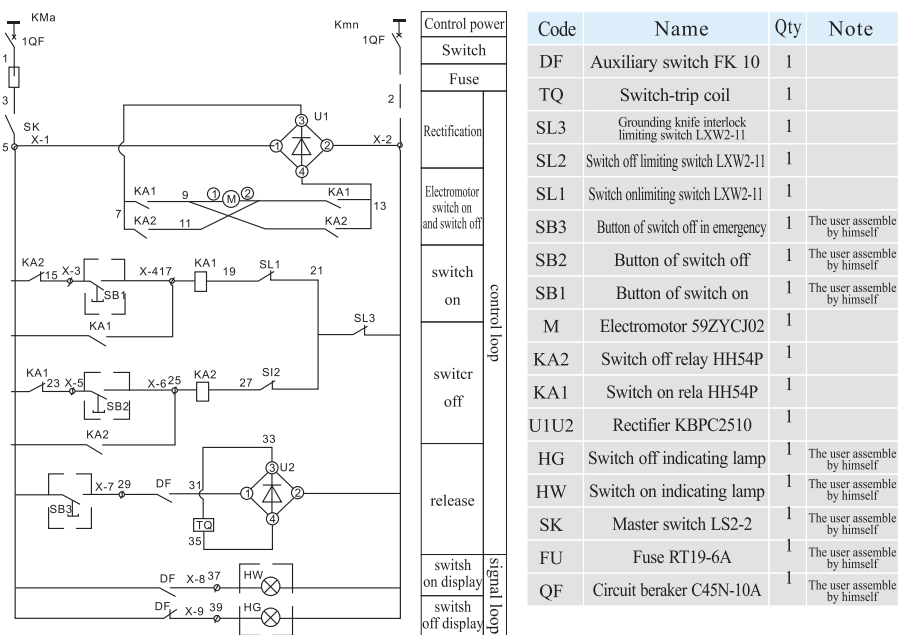 KMa
Kmn
1QF
1QF
1
2
3
SK
5
X-1
X-2
U1
3
1
2
4
KA1
9
1
M
2
KA1
7
13
KA2
11
KA2
KA2
15
X-3
SB1
X-4
17
KA1
19
SL1
21
KA1
SL3
KA1
23
X-5
SB2
X-6
25
KA2
27
SI2
KA2
33
U2
3
1
2
4
31
X-7
29
DF
SB3
TQ
35
DF
X-8
37
HW
DF
X-9
39
HG
Control power
Switch
Fuse
Rectification
Electromotor
switch on
and switch off
switch
on
switcr
off
release
control loop
swithsh
on display
switsh
off display
signal loop
Code Name Qty Note
DF Auxiliary switch FK 10 1
TQ Switch-trip coil 1
SL3 Grounding knife interlock
limiting switch LXW2-11 1
SL2 Switch off limiting switch LXW2-11 1
SL1 Switch onlimiting switch LXW2-11 1
SB3 Button of switch off in emergency 1 The user assemble
by himself
SB2 Button of switch off 1 The user assemble
by himself
SB1 Button of switch on 1 The user assemble
by himself
M Electromotor 59ZYCJ02 1
KA2 Switch off relay HH54P 1
KA1 Switch on rela HH54P 1
U1U2 Rectifier KBPC2510 1
HG Switch off indicating lamp 1 The user assemble
by himself
HW Switch on indicating lamp 1 The user assemble
by himself
SK Master switch LS2-2 1 The user assemble
by himself
FU Fuse RT19-6A 1 The user assemble
by himself
QF Circuit beraker C45N-10A 1 The user assemble
by himself